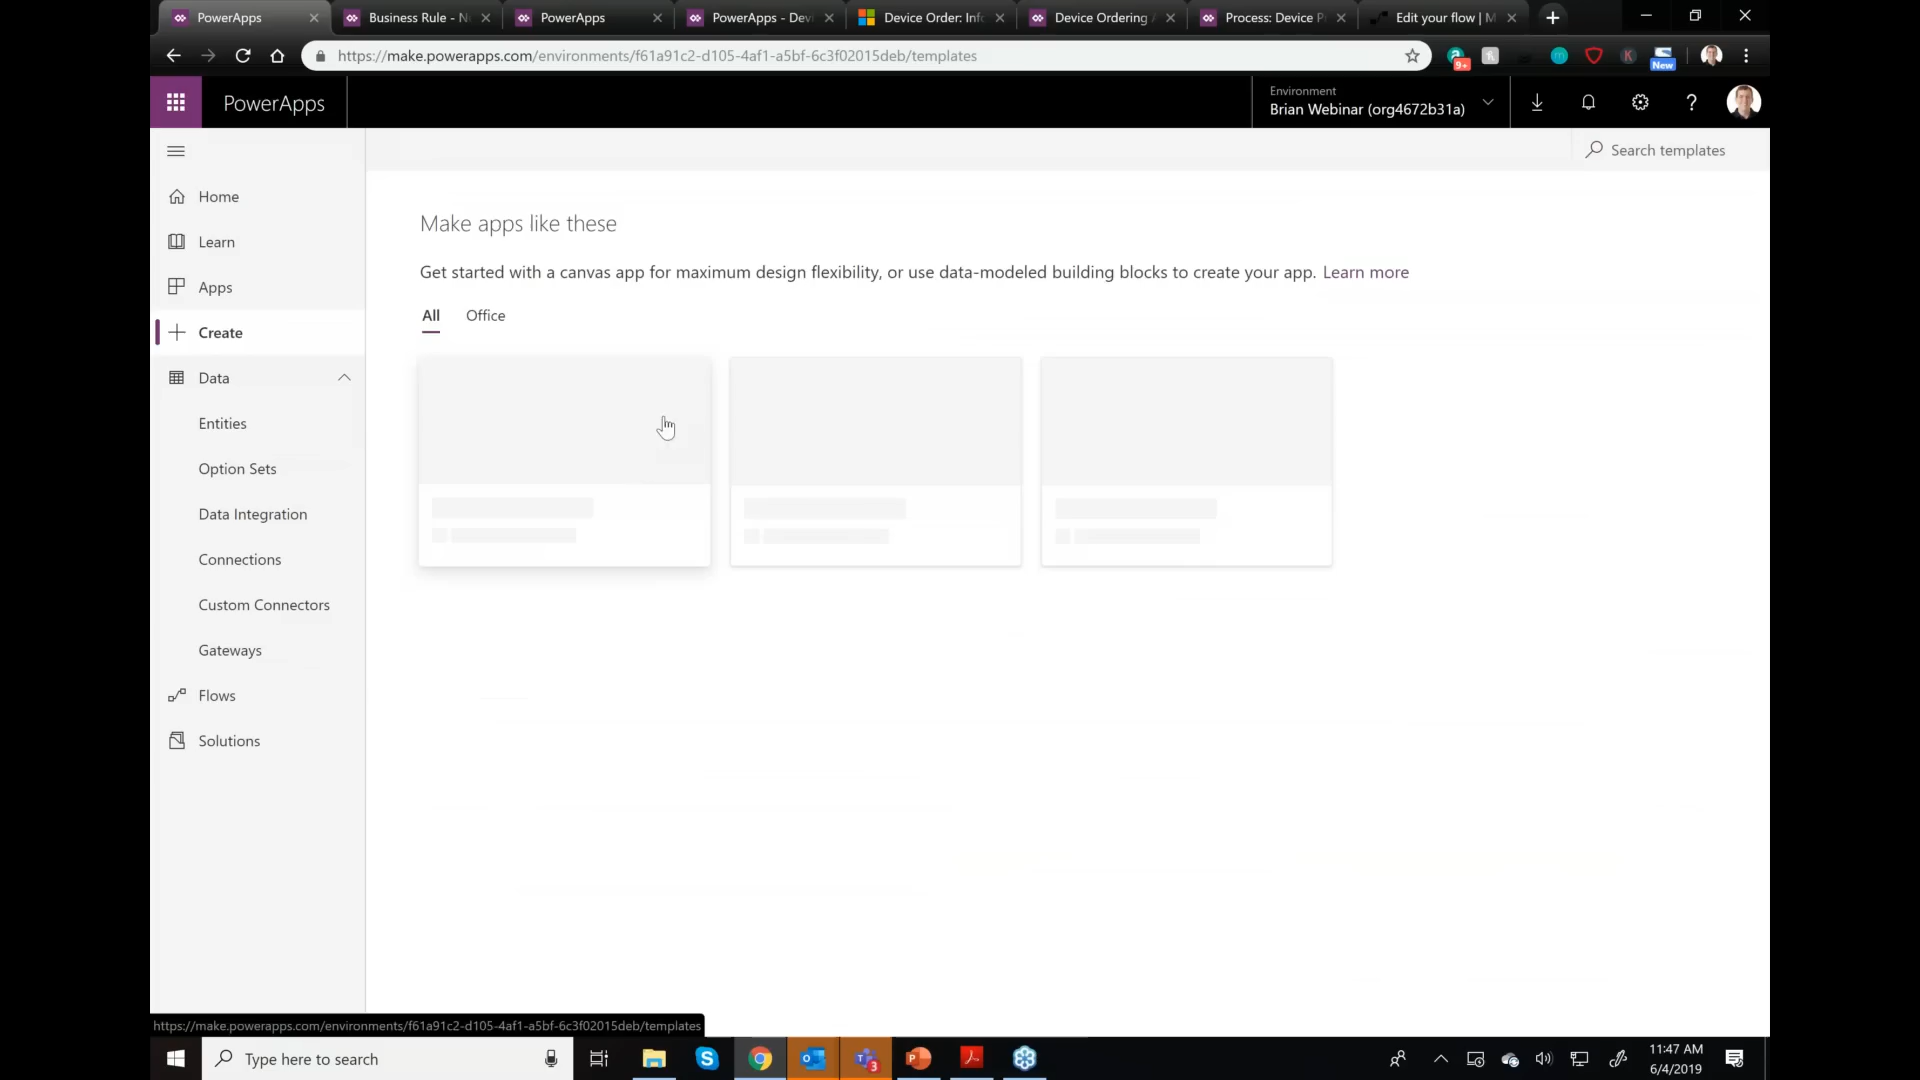 PowerApps
Business Rule - N
PowerApps
PowerApps - Devi
Device Order: Info
Device Ordering A
Process: Device P
Edit your flow | M
https://make.powerapps.com/environments/f61a91c2-d105-4af1-a5bf-6c3f02015deb/templates
9+
New
PowerApps
Environment
Brian Webinar (org4672b31a)
Search templates
Home
Learn
Apps
Create
Data
Entities
Option Sets
Data Integration
Connections
Custom Connectors
Gateways
Flows
Solutions
Make apps like these
Get started with a canvas app for maximum design flexibility, or use data-modeled building blocks to create your app. Learn more
All
Office
https://make.powerapps.com/environments/f61a91c2-d105-4af1-a5bf-6c3f02015deb/templates
Type here to search
3
11:47 AM
6/4/2019